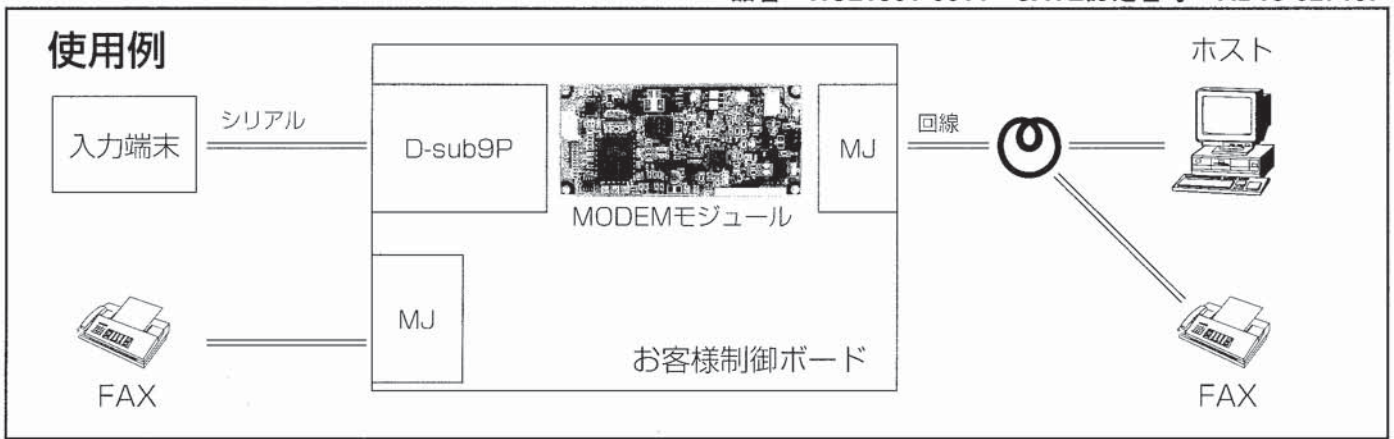 使用例
ホスト
入力端末
シリアル
D-sub9P
MODEMモジュール
MJ
回線
MJ
お客様制御ボード
FAX
FAX